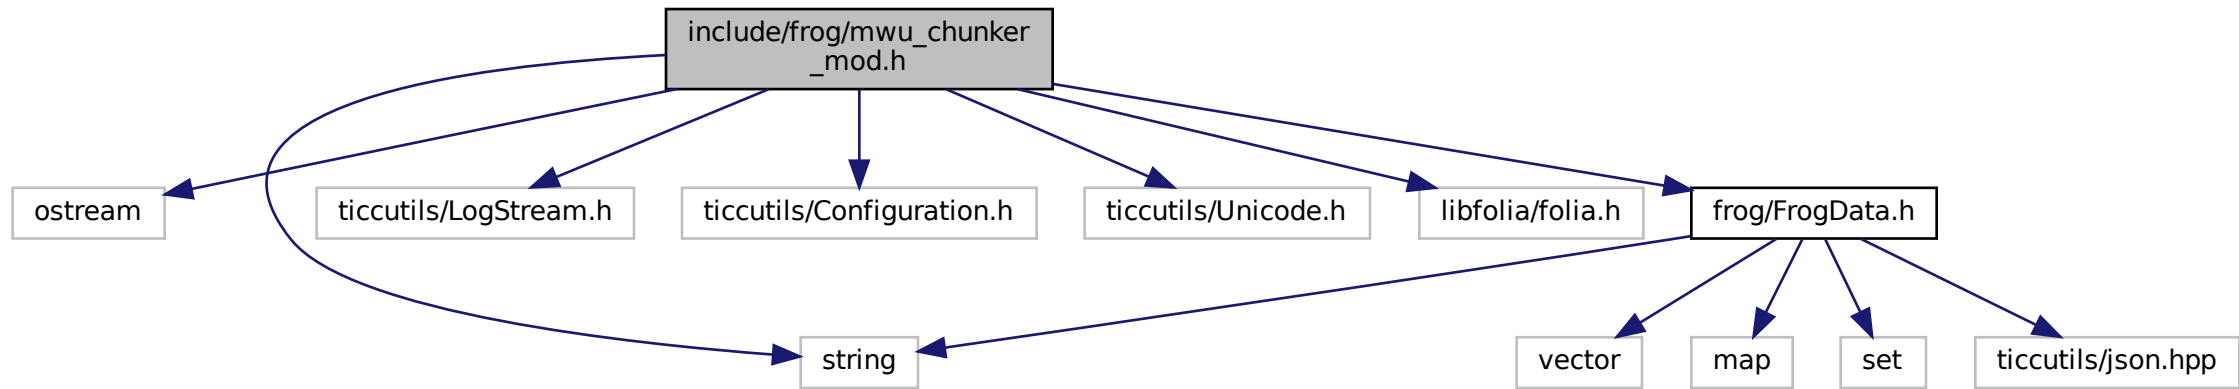 include/frog/mwu_chunker
_mod.h
ostream
ticcutils/LogStream.h
ticcutils/Configuration.h
ticcutils/Unicode.h
libfolia/folia.h
frog/FrogData.h
string
vector
map
set
ticcutils/json.hpp